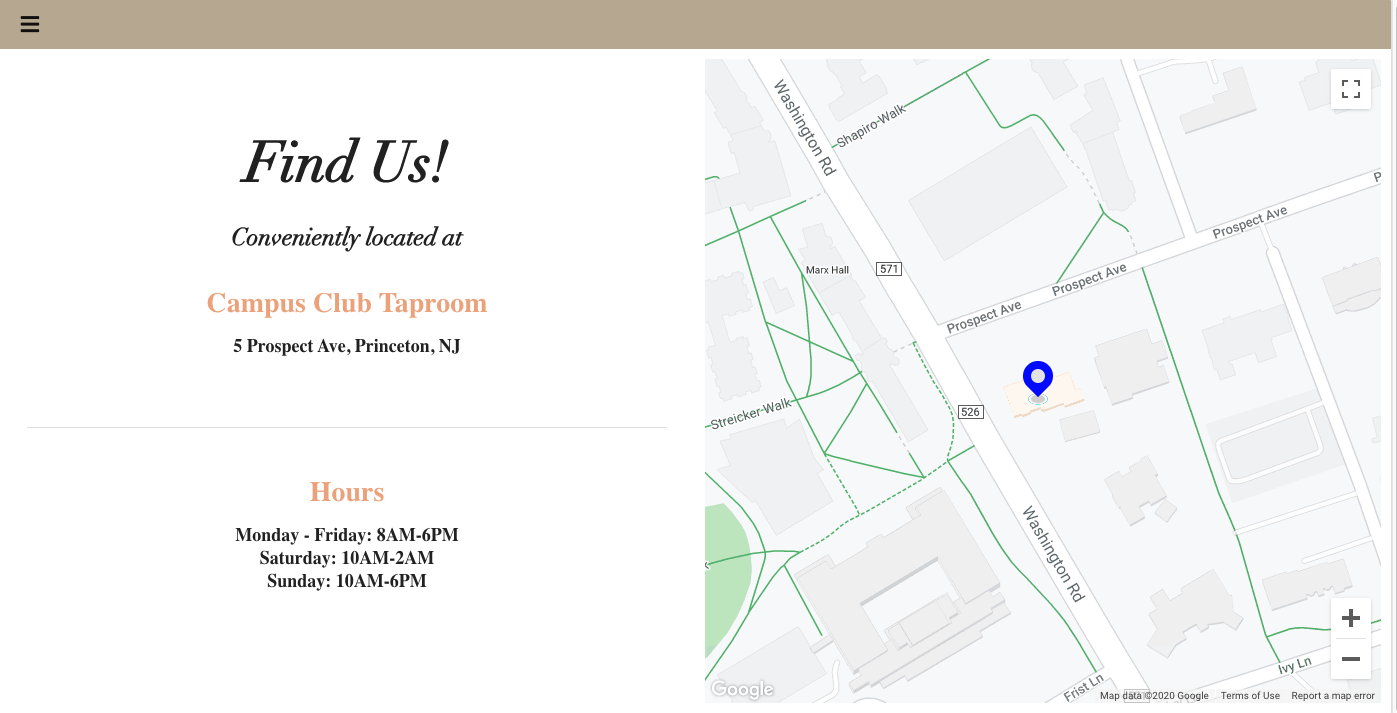 Find Us!
Conveniently located at
Campus Club Taproom
5 Prospect Ave, Princeton, NJ
Hours
Monday - Friday: 8AM-6PM
Saturday: 10AM-2AM
Sunday: 10AM-6PM
Washington Rd
Shapiro Walk
Prospect Ave
Marx Hall
571
Prospect Ave
Prospect Ave
526
Streicker Walk
Washington Rd
Ivy Ln
Frist Ln
Google
Map data ©2020 Google
Terms of Use
Report a map error